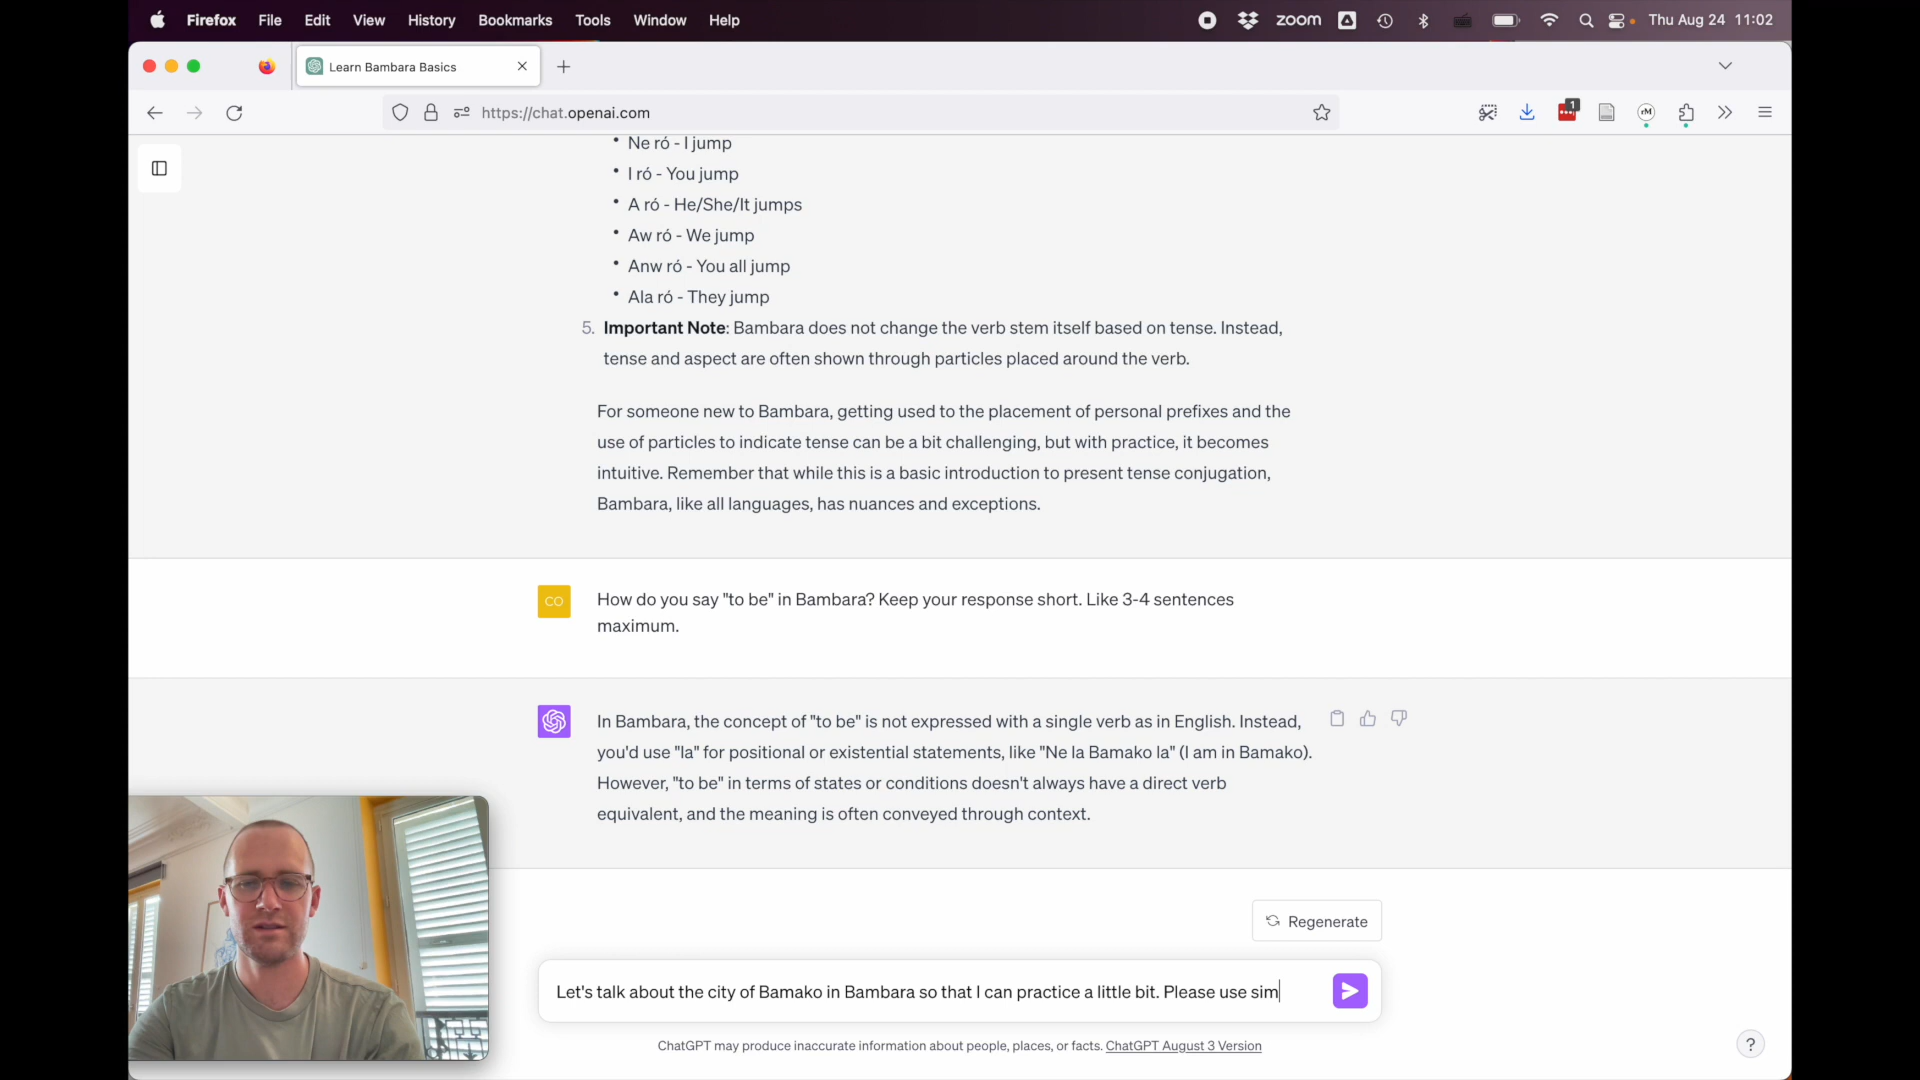 Firefox File Edit View History Bookmarks Tools Window Help zoom Thu Aug 24 11:02
Learn Bambara Basics
https://chat.openai.com 1 rM
• Ne ró - I jump
• I ró - You jump
• A ró - He/She/It jumps
• Aw ró - We jump
• Anw ró - You all jump
• Ala ró - They jump
5. Important Note: Bambara does not change the verb stem itself based on tense. Instead,
tense and aspect are often shown through particles placed around the verb.
For someone new to Bambara, getting used to the placement of personal prefixes and the
use of particles to indicate tense can be a bit challenging, but with practice, it becomes
intuitive. Remember that while this is a basic introduction to present tense conjugation,
Bambara, like all languages, has nuances and exceptions.
CO How do you say "to be" in Bambara? Keep your response short. Like 3-4 sentences
maximum.
In Bambara, the concept of "to be" is not expressed with a single verb as in English. Instead,
you'd use "la" for positional or existential statements, like "Ne la Bamako la" (I am in Bamako).
However, "to be" in terms of states or conditions doesn't always have a direct verb
equivalent, and the meaning is often conveyed through context.
Regenerate
Let's talk about the city of Bamako in Bambara so that I can practice a little bit. Please use sim
ChatGPT may produce inaccurate information about people, places, or facts. ChatGPT August 3 Version
?